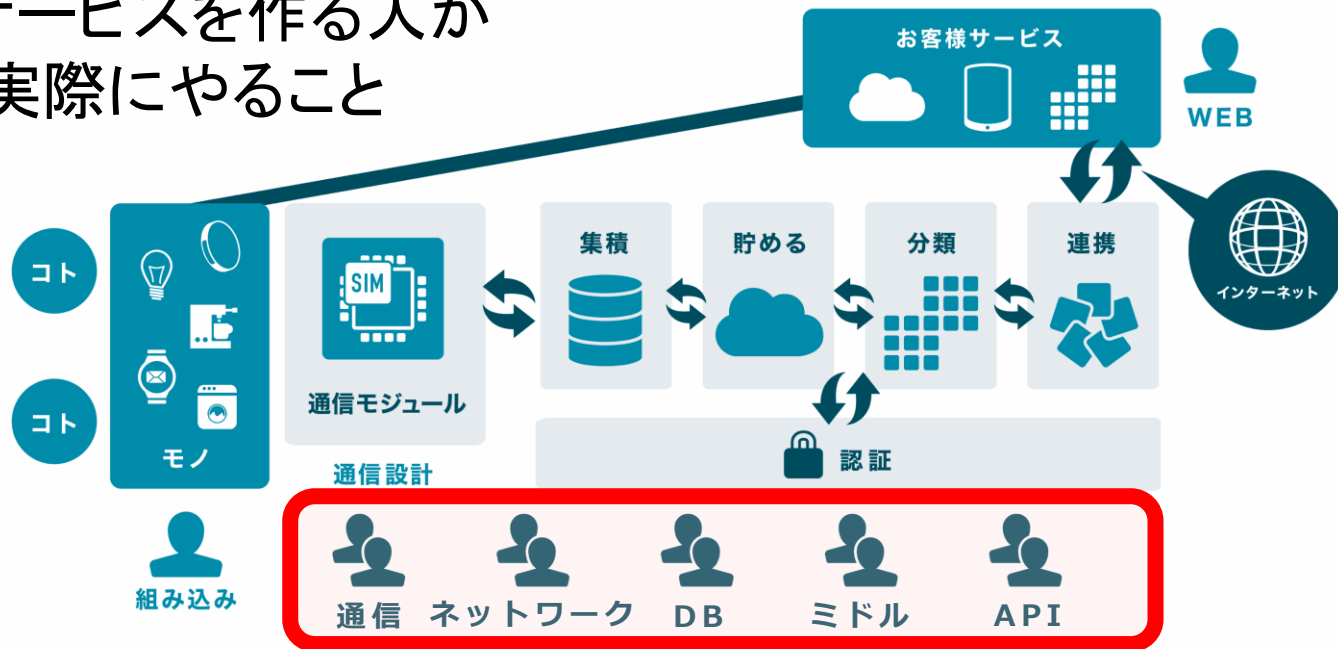 サービスを作る人が
実際にやること
お客様サービス
WEB
コト
コト
モノ
SIM
通信モジュール
通信設計
集積
貯める
分類
連携
インターネット
認証
組み込み
通信
ネットワーク
DB
ミドル
API